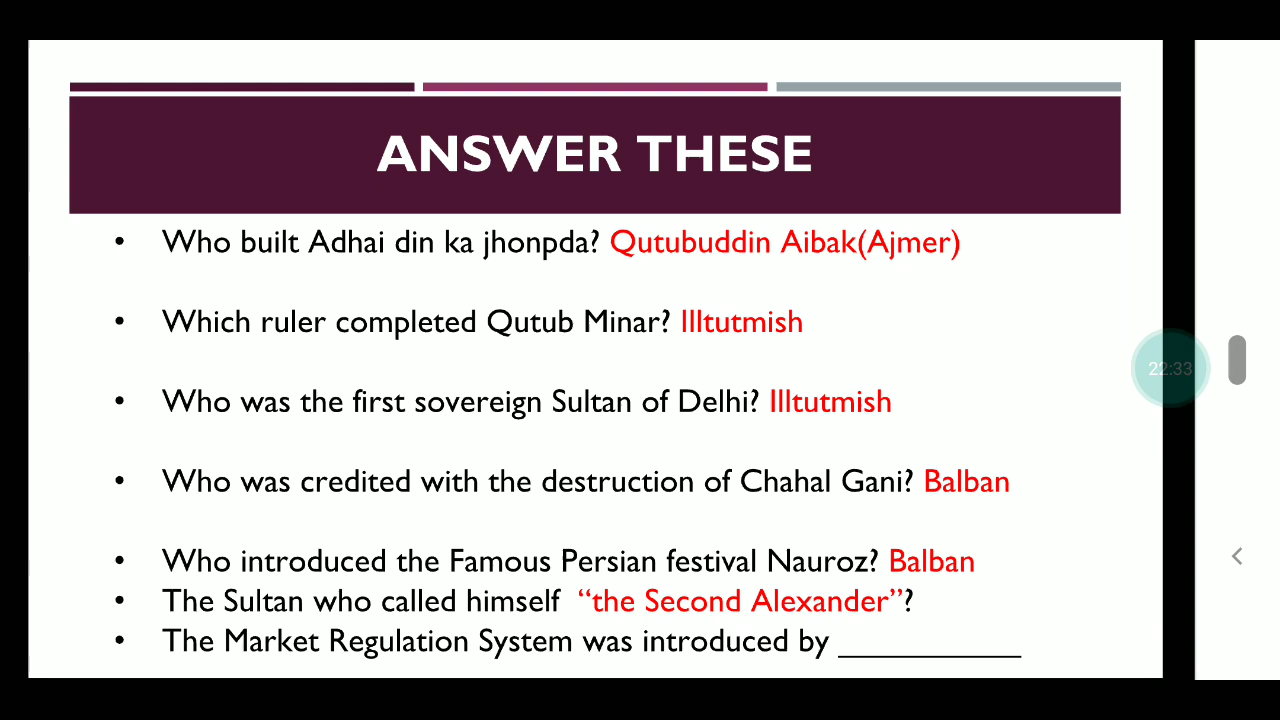 ANSWER THESE
• Who built Adhai din ka jhonpda? Qutubuddin Aibak(Ajmer)
• Which ruler completed Qutub Minar? Illtutmish
• Who was the first sovereign Sultan of Delhi? Illtutmish
• Who was credited with the destruction of Chahal Gani? Balban
• Who introduced the Famous Persian festival Nauroz? Balban
• The Sultan who called himself “the Second Alexander”?
• The Market Regulation System was introduced by ___________
22:33